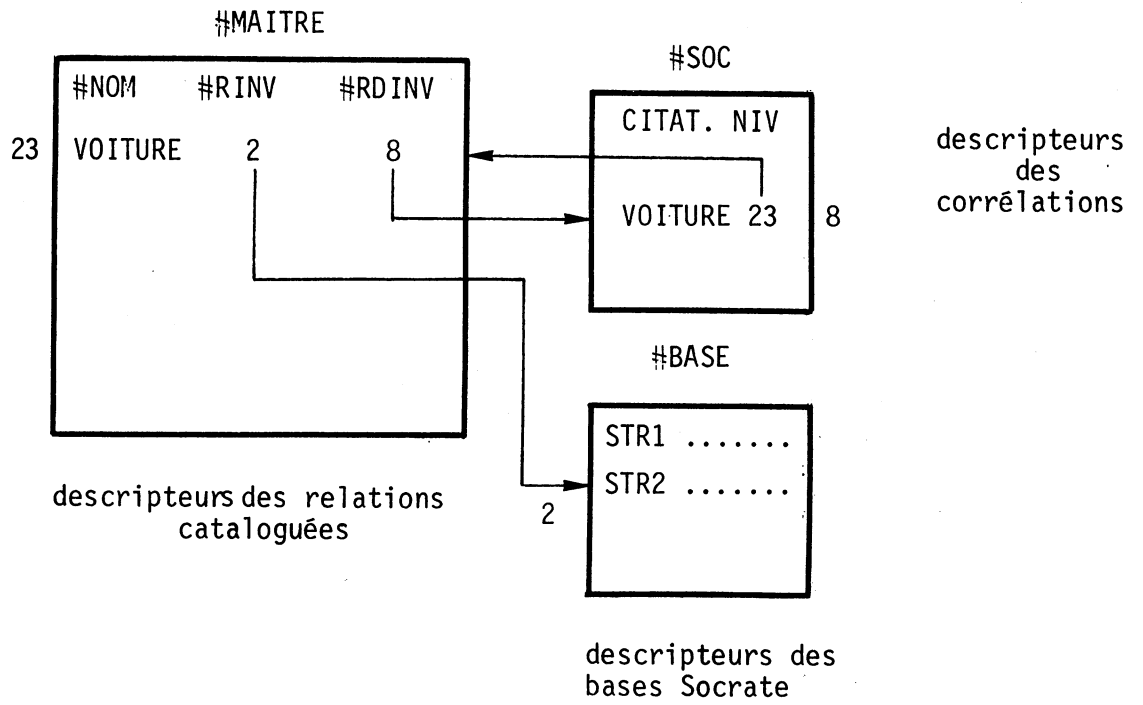 #MAITRE
#NOM #RINV #RDINV
23 VOITURE 2 8
descripteurs des relations
cataloguées
#SOC
CITAT. NIV
VOITURE 23 8
descripteurs
des
corrélations
#BASE
STR1 .......
STR2 .......
2
descripteurs des
bases Socrate